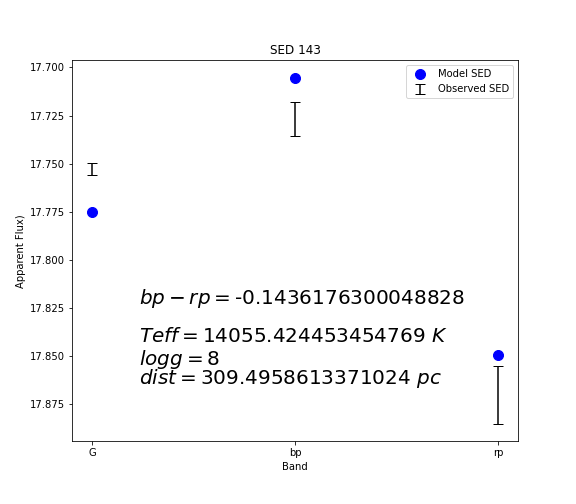 SED 143
17.700
17.725
17.750
17.775
17.800
17.825
17.850
17.875
Apparent Flux)
Model SED
Observed SED
bp − rp = -0.1436176300048828
Teff = 14055.424453454769 K
logg = 8
dist = 309.4958613371024 pc
G
bp
rp
Band